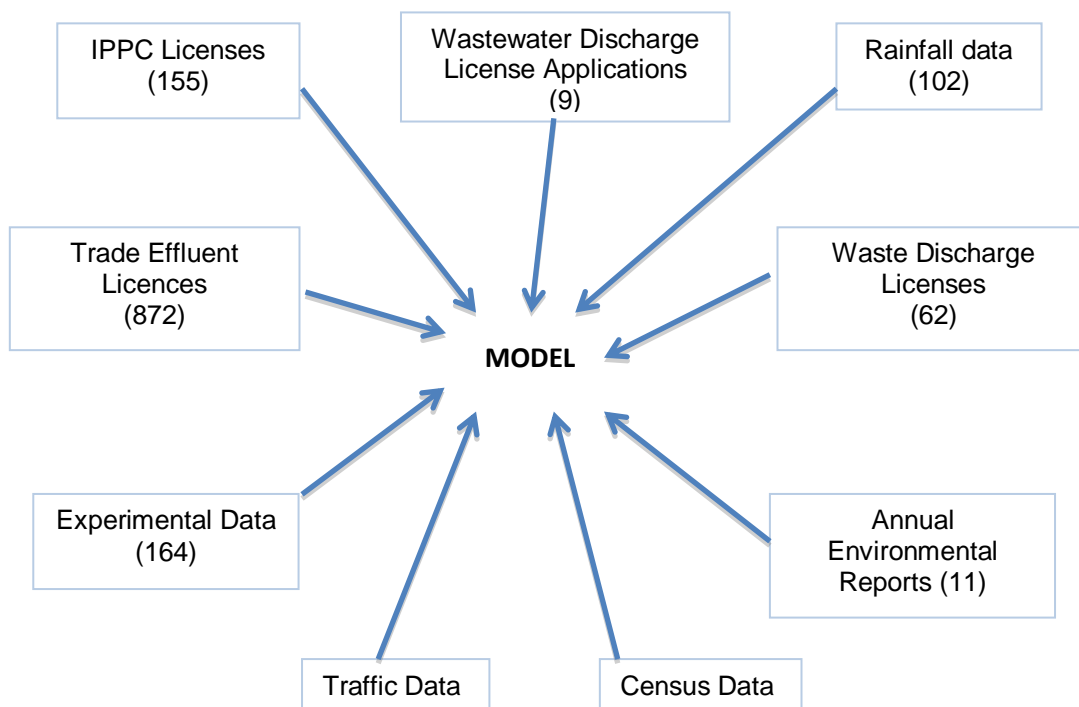 IPPC Licenses
(155)
Wastewater Discharge
License Applications
(9)
Rainfall data
(102)
Trade Effluent
Licences
(872)
Waste Discharge
Licenses
(62)
MODEL
Experimental Data
(164)
Annual
Environmental
Reports (11)
Traffic Data
Census Data